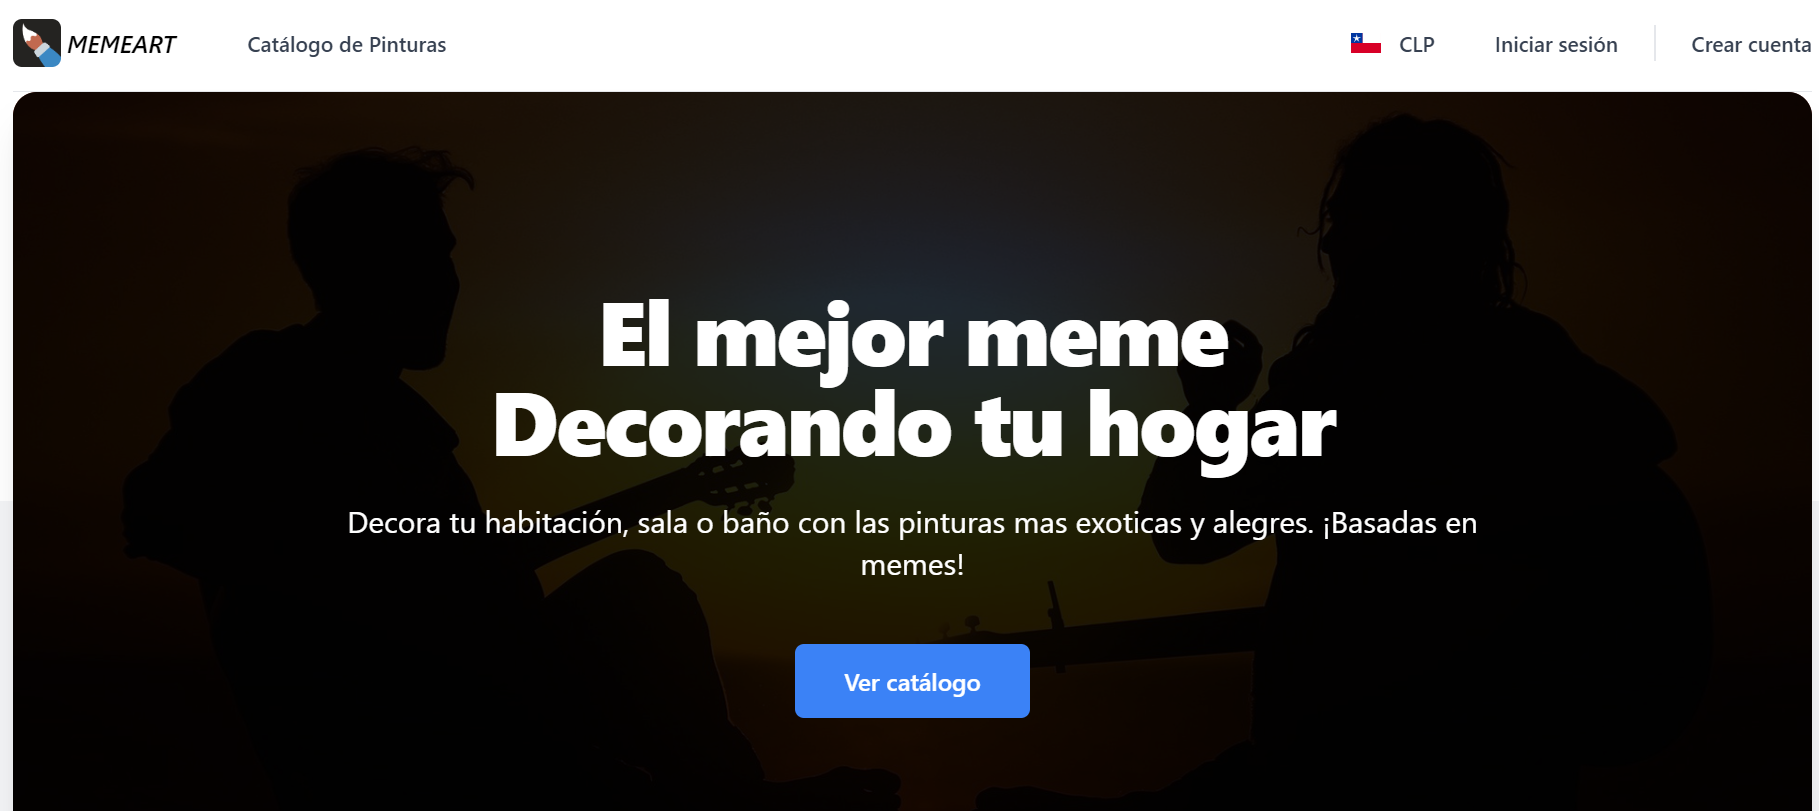 MEMEART
Catálogo de Pinturas
CLP
Iniciar sesión
Crear cuenta
El mejor meme
Decorando tu hogar
Decora tu habitación, sala o baño con las pinturas mas exoticas y alegres. ¡Basadas en
memes!
Ver catálogo